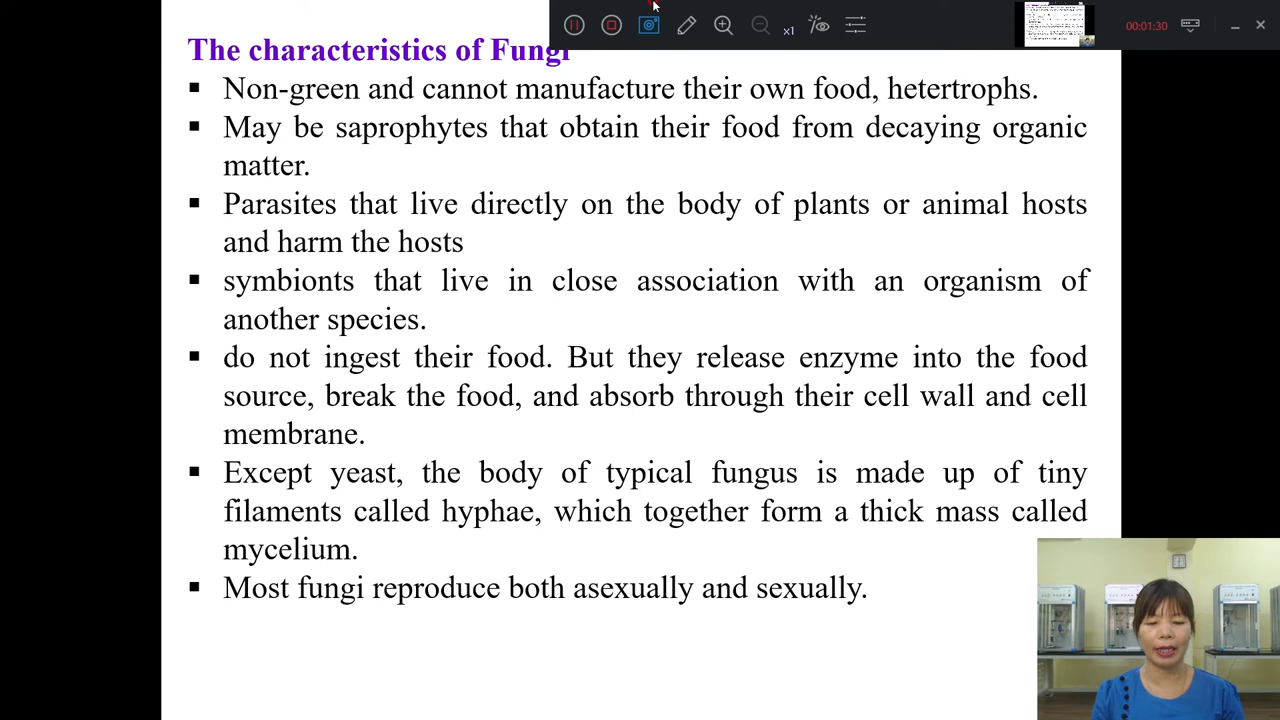 x1
00:01:30
The characteristics of Fungi
▪ Non-green and cannot manufacture their own food, hetertrophs.
▪ May be saprophytes that obtain their food from decaying organic
matter.
▪ Parasites that live directly on the body of plants or animal hosts
and harm the hosts
▪ symbionts that live in close association with an organism of
another species.
▪ do not ingest their food. But they release enzyme into the food
source, break the food, and absorb through their cell wall and cell
membrane.
▪ Except yeast, the body of typical fungus is made up of tiny
filaments called hyphae, which together form a thick mass called
mycelium.
▪ Most fungi reproduce both asexually and sexually.